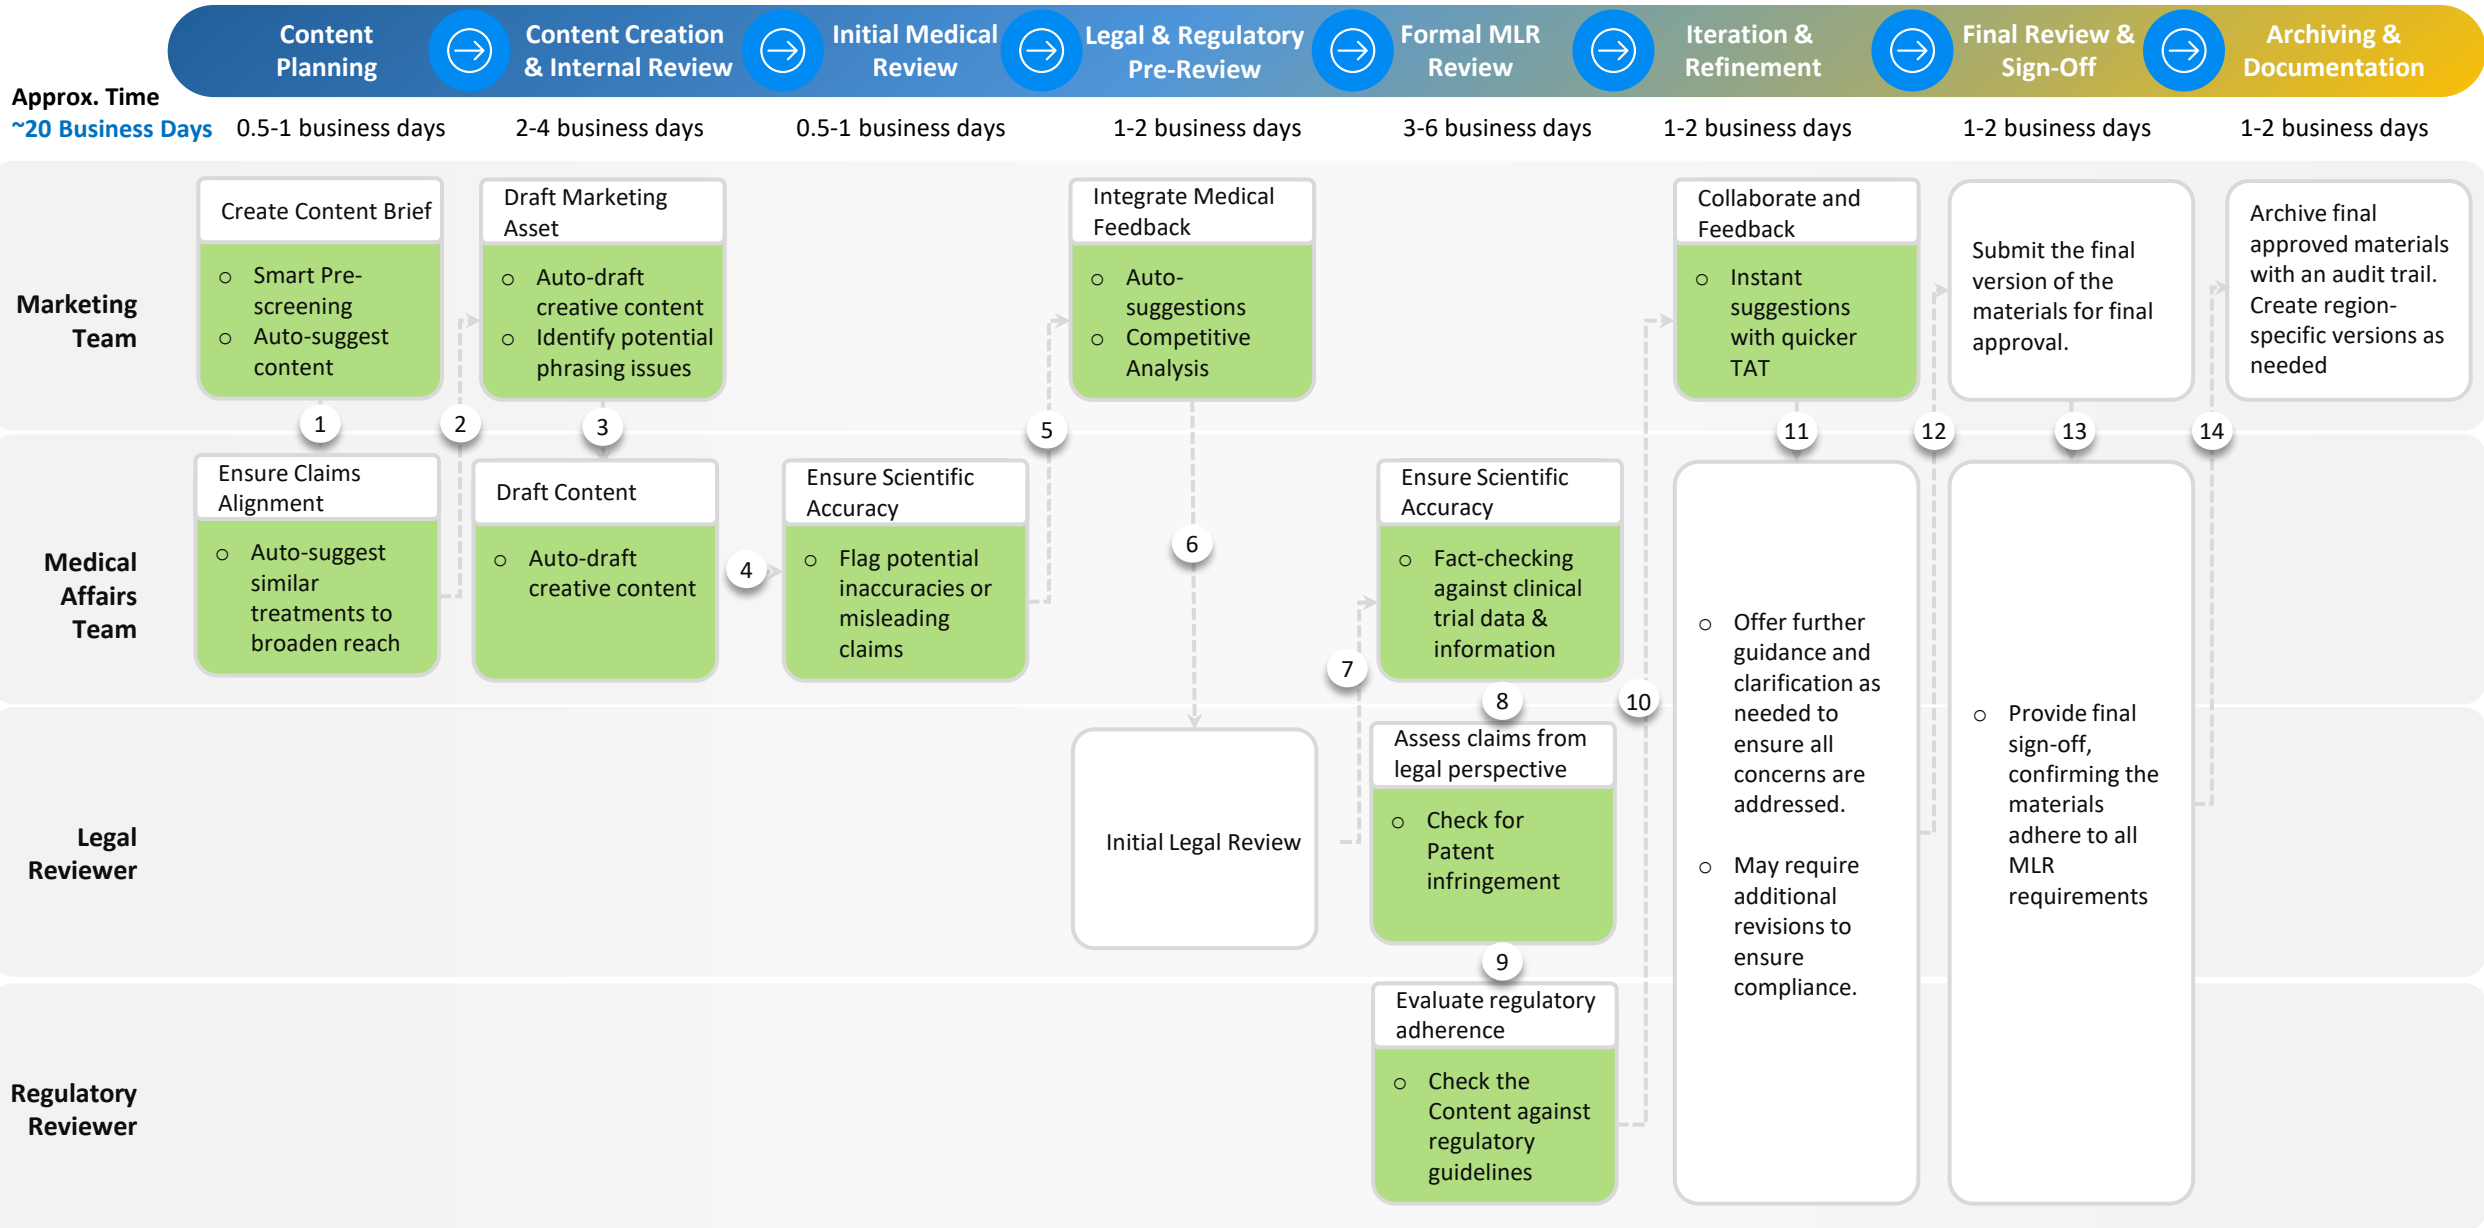 Content
Planning
Content Creation
& Internal Review
Initial Medical
Review
Legal & Regulatory
Pre-Review
Formal MLR
Review
Iteration &
Refinement
Final Review &
Sign-Off
Archiving &
Documentation
Approx. Time
~20 Business Days
0.5-1 business days
2-4 business days
0.5-1 business days
1-2 business days
3-6 business days
1-2 business days
1-2 business days
1-2 business days
Marketing
Team
Create Content Brief
o Smart Pre-
screening
o Auto-suggest
content
Draft Marketing
Asset
o Auto-draft
creative content
o Identify potential
phrasing issues
Integrate Medical
Feedback
o Auto-
suggestions
o Competitive
Analysis
Collaborate and
Feedback
o Instant
suggestions
with quicker
TAT
Submit the final
version of the
materials for final
approval.
Archive final
approved materials
with an audit trail.
Create region-
specific versions as
needed
1
2
3
5
11
12
13
14
Medical
Affairs
Team
Ensure Claims
Alignment
o Auto-suggest
similar
treatments to
broaden reach
Draft Content
o Auto-draft
creative content
4
Ensure Scientific
Accuracy
o Flag potential
inaccuracies or
misleading
claims
6
7
Ensure Scientific
Accuracy
o Fact-checking
against clinical
trial data &
information
8
10
o Offer further
guidance and
clarification as
needed to
ensure all
concerns are
addressed.
o May require
additional
revisions to
ensure
compliance.
o Provide final
sign-off,
confirming the
materials
adhere to all
MLR
requirements
Legal
Reviewer
Initial Legal Review
Assess claims from
legal perspective
o Check for
Patent
infringement
9
Regulatory
Reviewer
Evaluate regulatory
adherence
o Check the
Content against
regulatory
guidelines